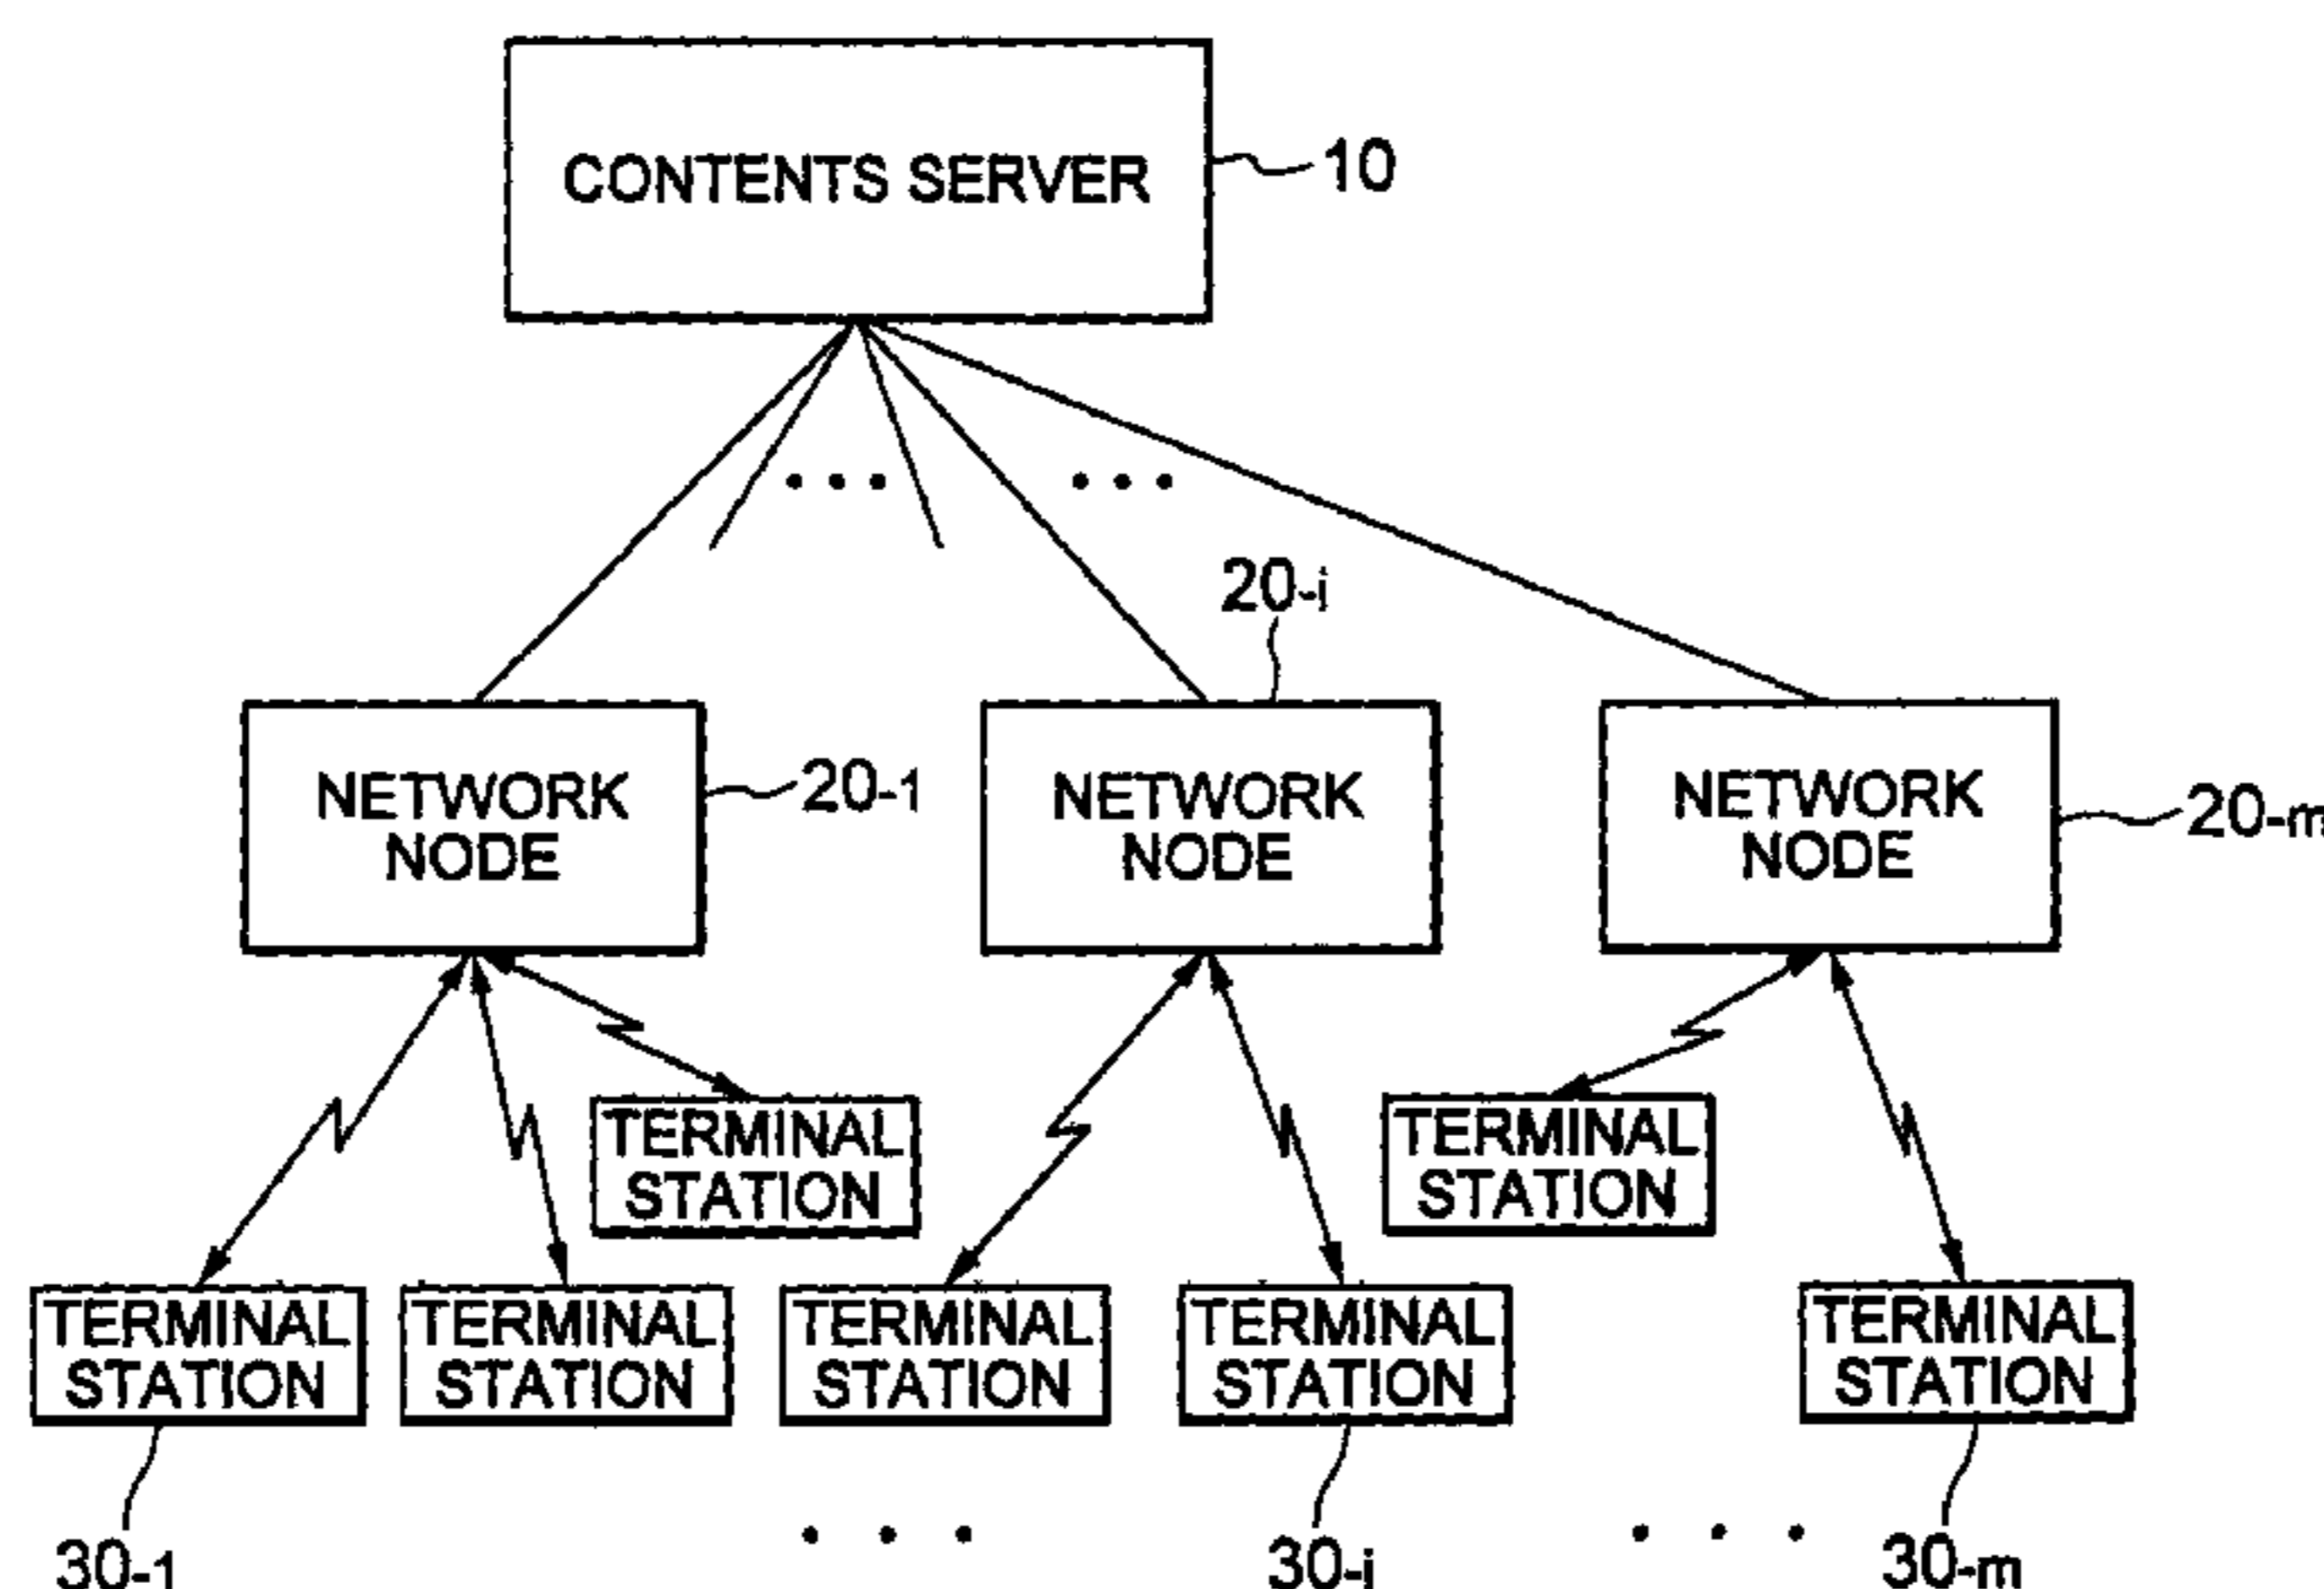 CONTENTS SERVER
10
20-i
NETWORK
NODE
20-1
NETWORK
NODE
NETWORK
NODE
20-m
TERMINAL
STATION
TERMINAL
STATION
TERMINAL
STATION
TERMINAL
STATION
TERMINAL
STATION
TERMINAL
STATION
TERMINAL
STATION
30-1
30-i
30-m